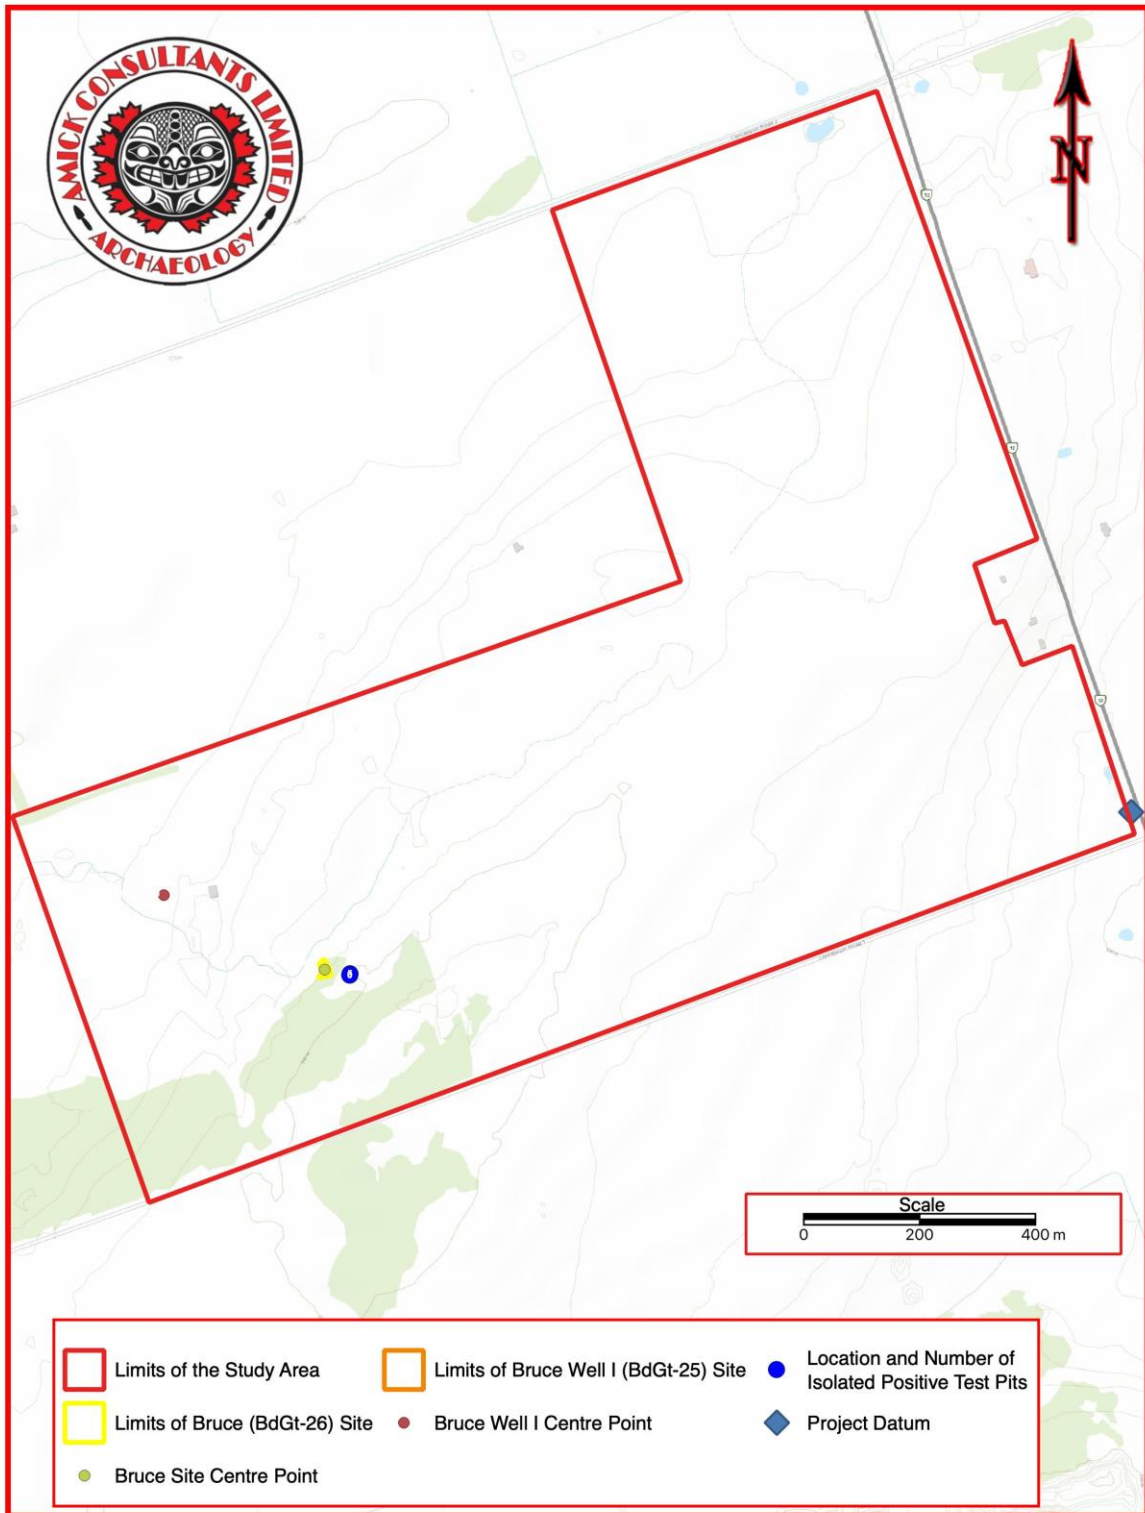 AMICK CONSULTANTS LIMITED
ARCHAEOLOGY
N
12
12
Scale
0 200 400 m
Limits of the Study Area
Limits of Bruce Well I (BdGt-25) Site
Location and Number of
Isolated Positive Test Pits
Limits of Bruce (BdGt-26) Site
Bruce Well I Centre Point
Project Datum
Bruce Site Centre Point